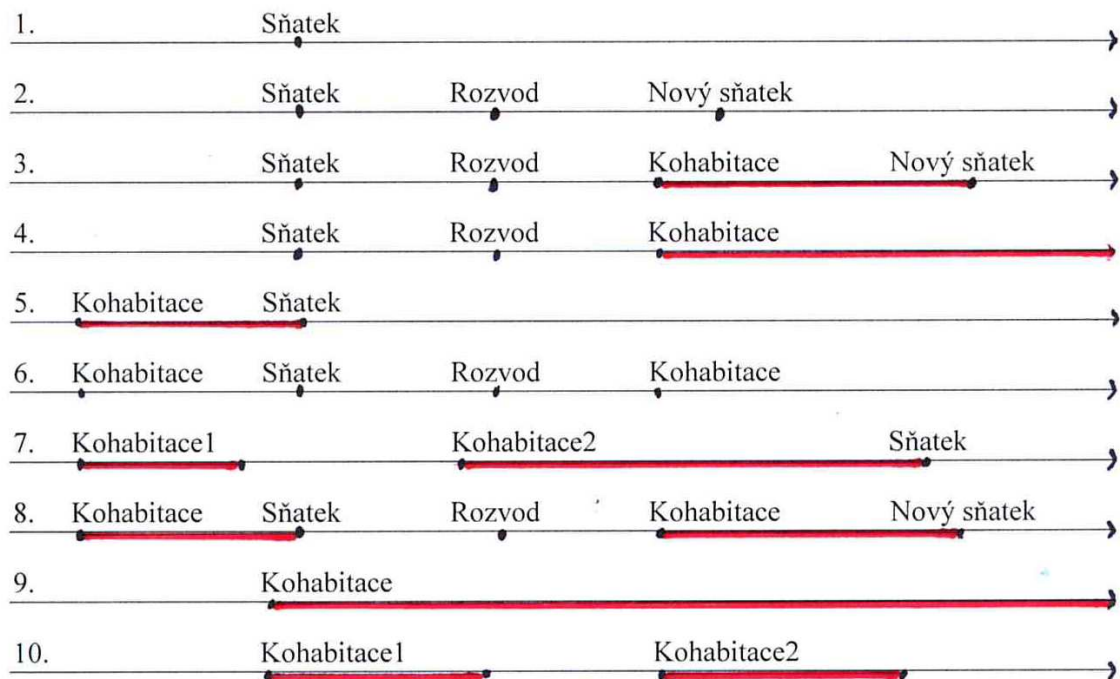 1. Sňatek
2. Sňatek Rozvod Nový sňatek
3. Sňatek Rozvod Kohabitace Nový sňatek
4. Sňatek Rozvod Kohabitace
5. Kohabitace Sňatek
6. Kohabitace Sňatek Rozvod Kohabitace
7. Kohabitace1 Kohabitace2 Sňatek
8. Kohabitace Sňatek Rozvod Kohabitace Nový sňatek
9. Kohabitace
10. Kohabitace1 Kohabitace2